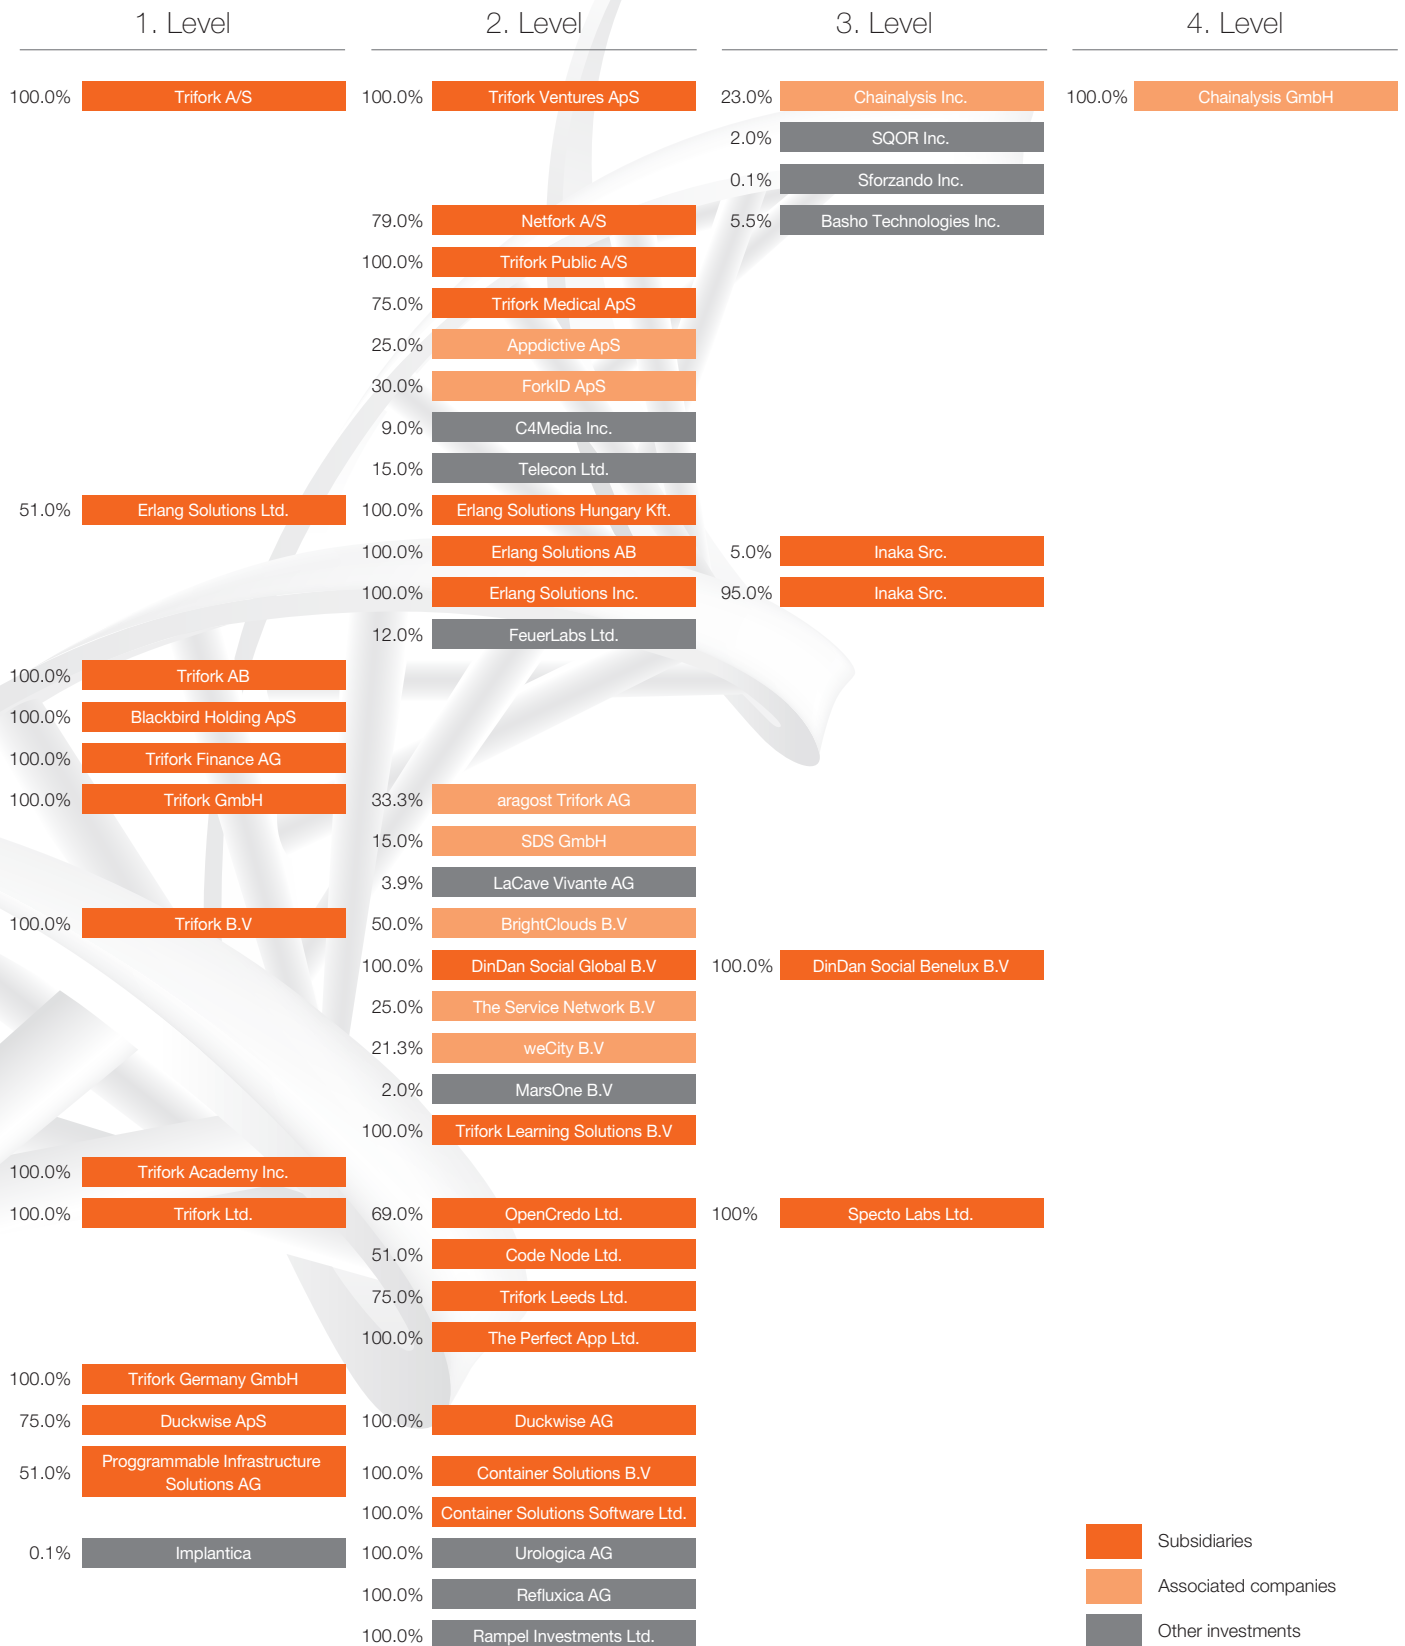 1. Level 2. Level 3. Level 4. Level
100.0% Trifork A/S 100.0% Trifork Ventures ApS 23.0% Chainalysis Inc. 100.0% Chainalysis GmbH
2.0% SQOR Inc.
0.1% Sforzando Inc.
79.0% Netfork A/S 5.5% Basho Technologies Inc.
100.0% Trifork Public A/S
75.0% Trifork Medical ApS
25.0% Appdictive ApS
30.0% ForkID ApS
9.0% C4Media Inc.
15.0% Telecon Ltd.
51.0% Erlang Solutions Ltd. 100.0% Erlang Solutions Hungary Kft.
100.0% Erlang Solutions AB 5.0% Inaka Src.
100.0% Erlang Solutions Inc. 95.0% Inaka Src.
12.0% FeuerLabs Ltd.
100.0% Trifork AB
100.0% Blackbird Holding ApS
100.0% Trifork Finance AG
100.0% Trifork GmbH 33.3% aragost Trifork AG
15.0% SDS GmbH
3.9% LaCave Vivante AG
100.0% Trifork B.V 50.0% BrightClouds B.V
100.0% DinDan Social Global B.V 100.0% DinDan Social Benelux B.V
25.0% The Service Network B.V
21.3% weCity B.V
2.0% MarsOne B.V
100.0% Trifork Learning Solutions B.V
100.0% Trifork Academy Inc.
100.0% Trifork Ltd. 69.0% OpenCredo Ltd. 100% Specto Labs Ltd.
51.0% Code Node Ltd.
75.0% Trifork Leeds Ltd.
100.0% The Perfect App Ltd.
100.0% Trifork Germany GmbH
75.0% Duckwise ApS 100.0% Duckwise AG
51.0% Proggrammable Infrastructure
Solutions AG
100.0% Container Solutions B.V
100.0% Container Solutions Software Ltd.
0.1% Implantica 100.0% Urologica AG
100.0% Refluxica AG
100.0% Rampel Investments Ltd.
Subsidiaries
Associated companies
Other investments